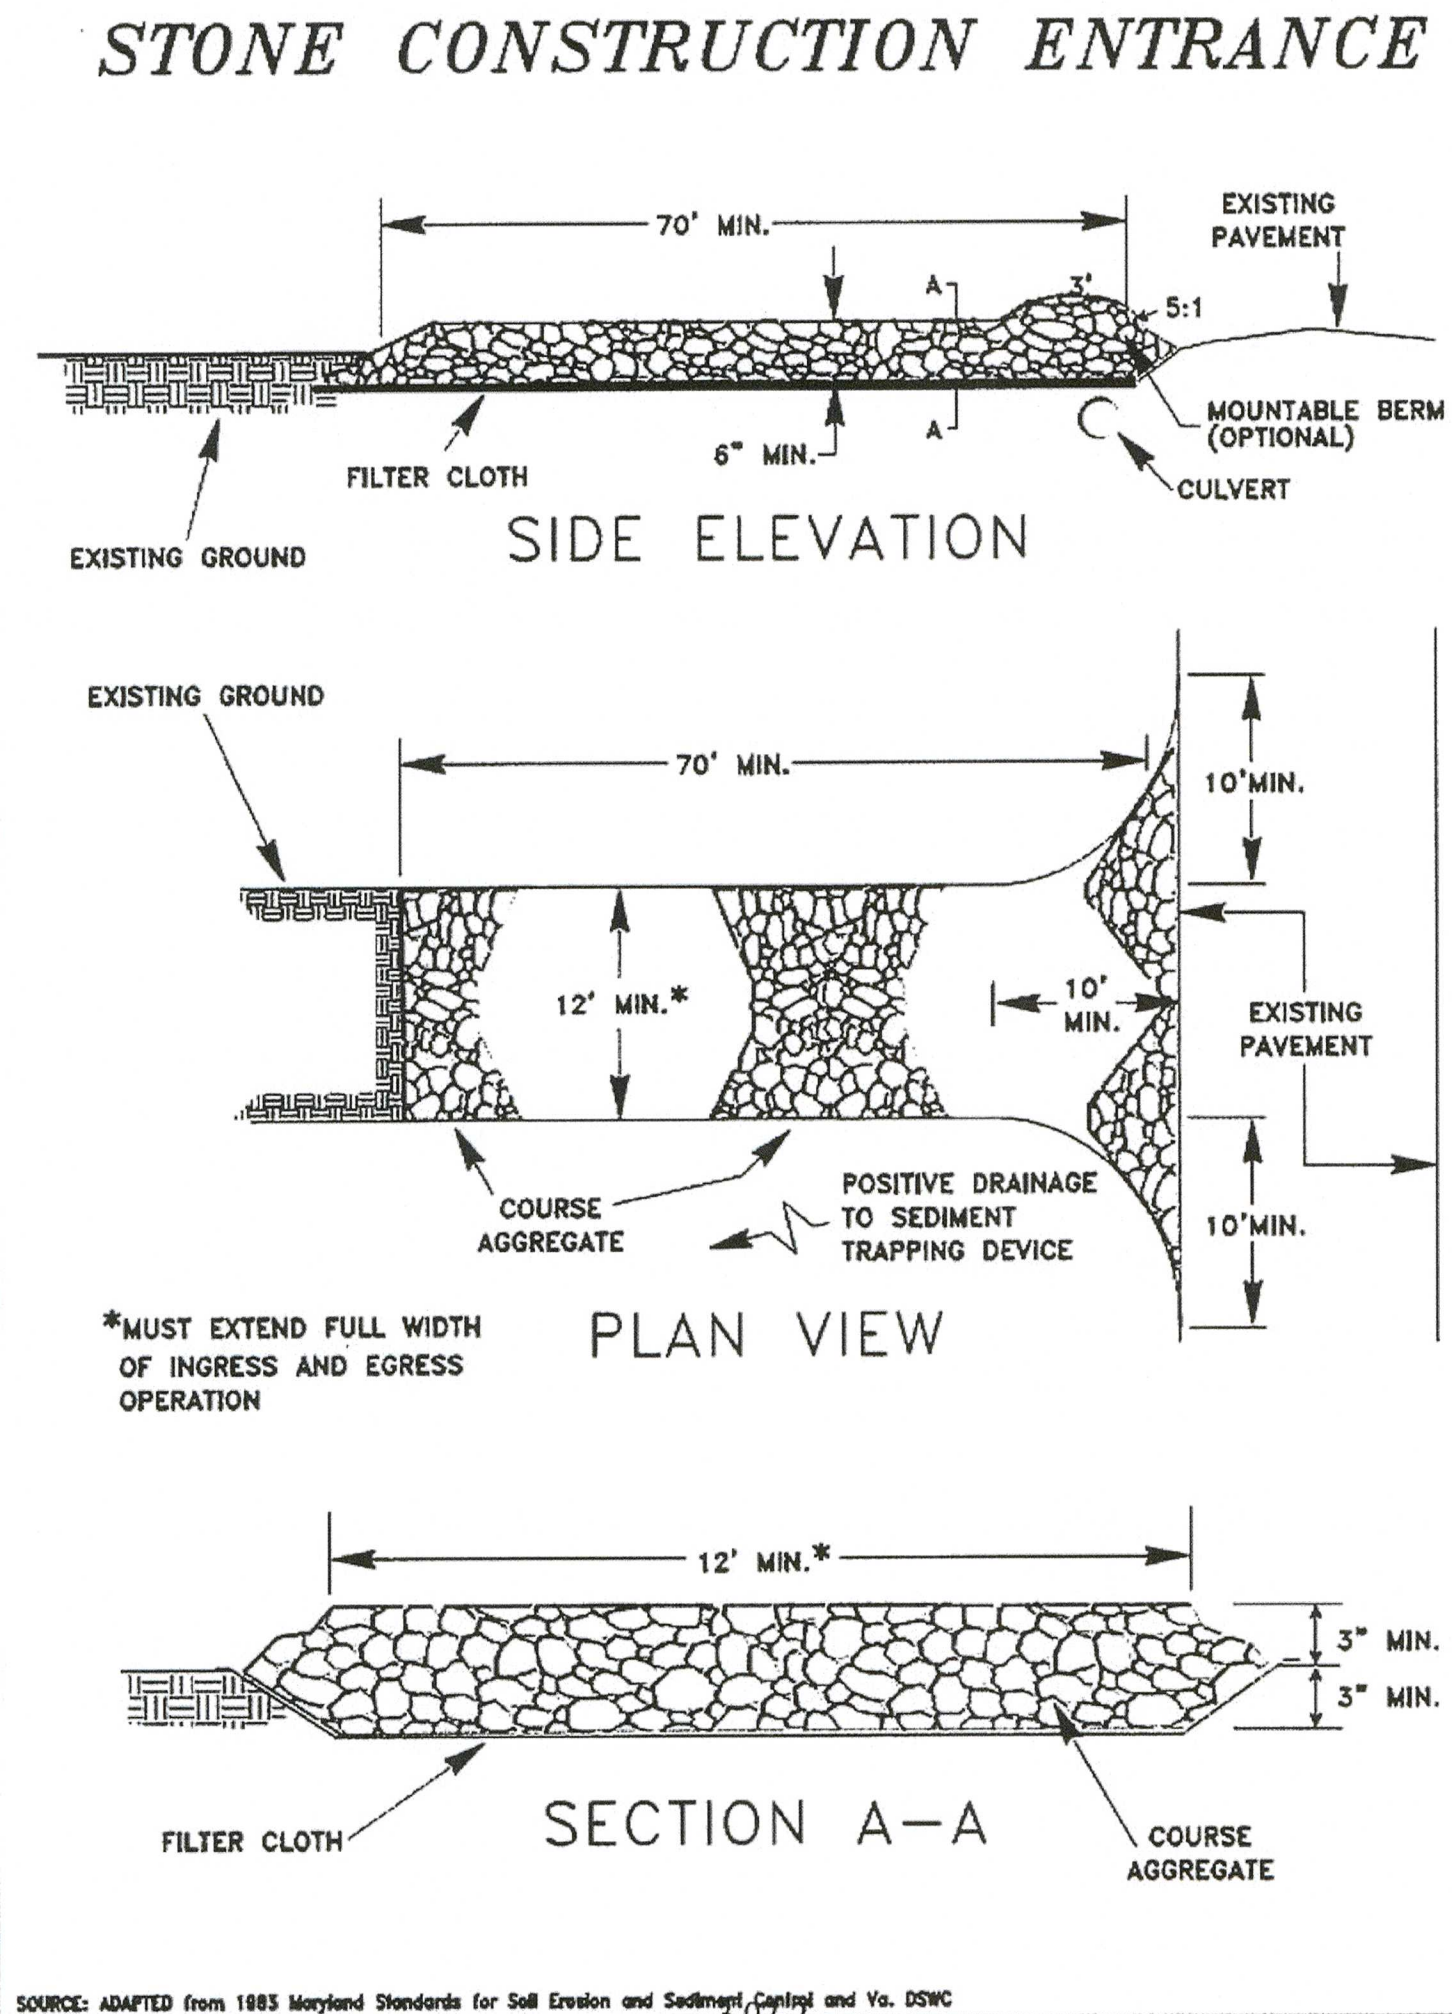 STONE CONSTRUCTION ENTRANCE
70' MIN.
EXISTING
PAVEMENT
A
3'
5:1
MOUNTABLE BERM
(OPTIONAL)
6" MIN.
A
FILTER CLOTH
CULVERT
EXISTING GROUND
SIDE ELEVATION
EXISTING GROUND
70' MIN.
10'MIN.
12' MIN.*
10'
MIN.
EXISTING
PAVEMENT
COURSE
AGGREGATE
POSITIVE DRAINAGE
TO SEDIMENT
TRAPPING DEVICE
10'MIN.
*MUST EXTEND FULL WIDTH
OF INGRESS AND EGRESS
OPERATION
PLAN VIEW
12' MIN.*
3" MIN.
3" MIN.
FILTER CLOTH
SECTION A-A
COURSE
AGGREGATE
SOURCE: ADAPTED from 1983 Maryland Standards for Soil Erosion and Sediment Control and Va. DSWC